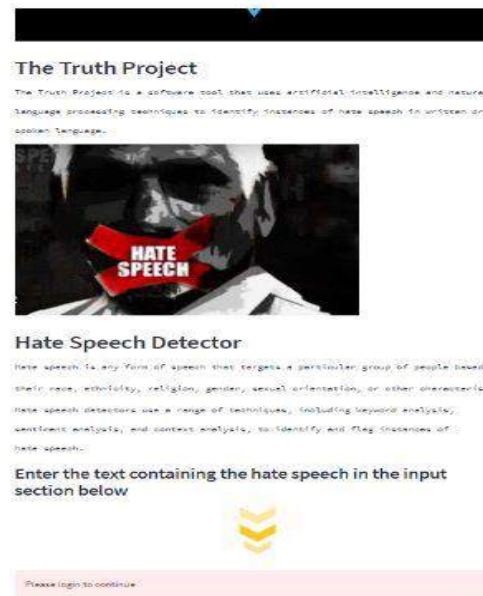 The Truth Project
The Truth Project is a software tool that uses artificial intelligence and natura
language processing techniques to identify instances of hate speech in written or
spoken language.
HATE
SPEECH
Hate Speech Detector
Hate speech is any form of speech that targets a particular group of people based
their race, ethnicity, religion, gender, sexual orientation, or other characteris
Hate speech detectors use a range of techniques, including keyword analysis,
sentiment analysis, and context analysis, to identify and flag instances of
hate speech.
Enter the text containing the hate speech in the input
section below
Please login to continue